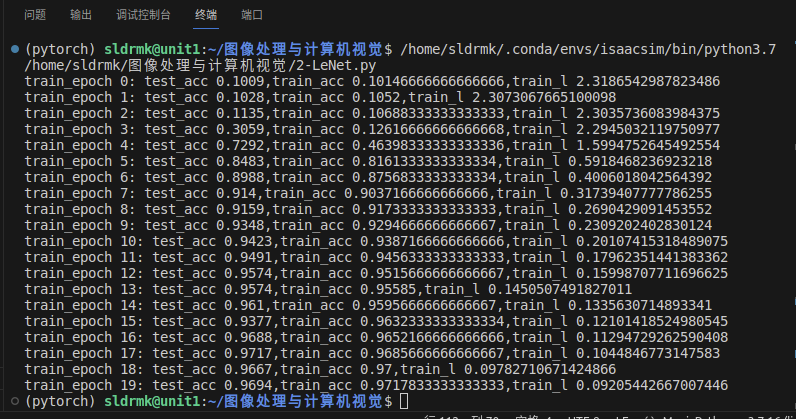 问题 输出 调试控制台 终端 端口
(pytorch) sldrmk@unit1:~/图像处理与计算机视觉$ /home/sldrmk/.conda/envs/isaacsim/bin/python3.7
/home/sldrmk/图像处理与计算机视觉/2-LeNet.py
train_epoch 0: test_acc 0.1009,train_acc 0.10146666666666666,train_l 2.3186542987823486
train_epoch 1: test_acc 0.1028,train_acc 0.1052,train_l 2.3073067665100098
train_epoch 2: test_acc 0.1135,train_acc 0.10688333333333333,train_l 2.3035736083984375
train_epoch 3: test_acc 0.3059,train_acc 0.12616666666666668,train_l 2.2945032119750977
train_epoch 4: test_acc 0.7292,train_acc 0.46398333333333336,train_l 1.5994752645492554
train_epoch 5: test_acc 0.8483,train_acc 0.8161333333333334,train_l 0.5918468236923218
train_epoch 6: test_acc 0.8988,train_acc 0.8756833333333334,train_l 0.4006018042564392
train_epoch 7: test_acc 0.914,train_acc 0.9037166666666666,train_l 0.31739407777786255
train_epoch 8: test_acc 0.9159,train_acc 0.9173333333333333,train_l 0.2690429091453552
train_epoch 9: test_acc 0.9348,train_acc 0.9294666666666667,train_l 0.2309202402830124
train_epoch 10: test_acc 0.9423,train_acc 0.9387166666666666,train_l 0.20107415318489075
train_epoch 11: test_acc 0.9491,train_acc 0.9456333333333333,train_l 0.17962351441383362
train_epoch 12: test_acc 0.9574,train_acc 0.9515666666666667,train_l 0.15998707711696625
train_epoch 13: test_acc 0.9574,train_acc 0.95585,train_l 0.1450507491827011
train_epoch 14: test_acc 0.961,train_acc 0.9595666666666667,train_l 0.1335630714893341
train_epoch 15: test_acc 0.9377,train_acc 0.9632333333333334,train_l 0.12101418524980545
train_epoch 16: test_acc 0.9688,train_acc 0.9652166666666666,train_l 0.11294729262590408
train_epoch 17: test_acc 0.9717,train_acc 0.9685666666666667,train_l 0.1044846773147583
train_epoch 18: test_acc 0.9667,train_acc 0.97,train_l 0.09782710671424866
train_epoch 19: test_acc 0.9694,train_acc 0.9717833333333333,train_l 0.09205442667007446
(pytorch) sldrmk@unit1:~/图像处理与计算机视觉$